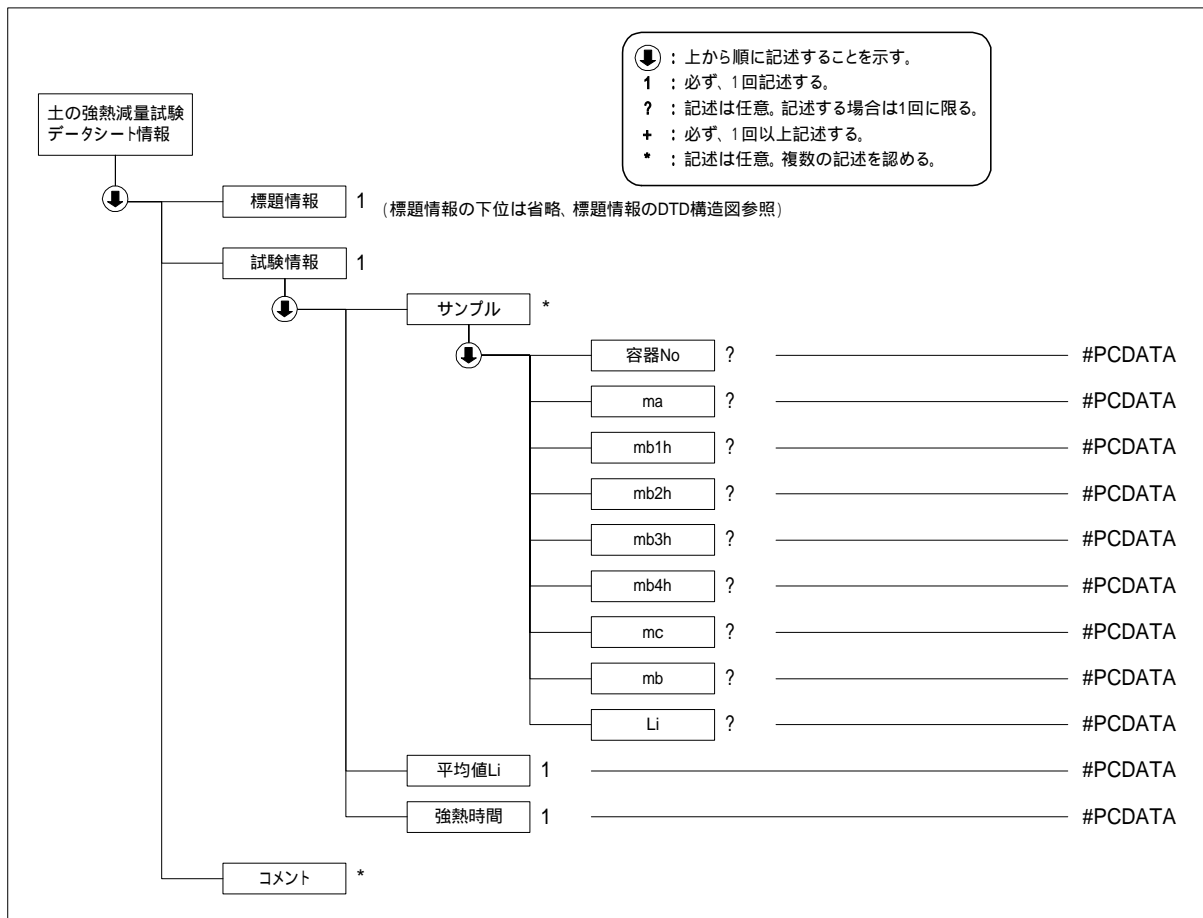 ：上から順に記述することを示す。
1：必ず、1回記述する。
?：記述は任意。記述する場合は1回に限る。
+：必ず、1回以上記述する。
*：記述は任意。複数の記述を認める。
土の強熱減量試験
データシート情報
標題情報 1 (標題情報の下位は省略、標題情報のDTD構造図参照)
試験情報 1
サンプル *
容器No ? #PCDATA
ma ? #PCDATA
mb1h ? #PCDATA
mb2h ? #PCDATA
mb3h ? #PCDATA
mb4h ? #PCDATA
mc ? #PCDATA
mb ? #PCDATA
Li ? #PCDATA
平均値Li 1 #PCDATA
強熱時間 1 #PCDATA
コメント *